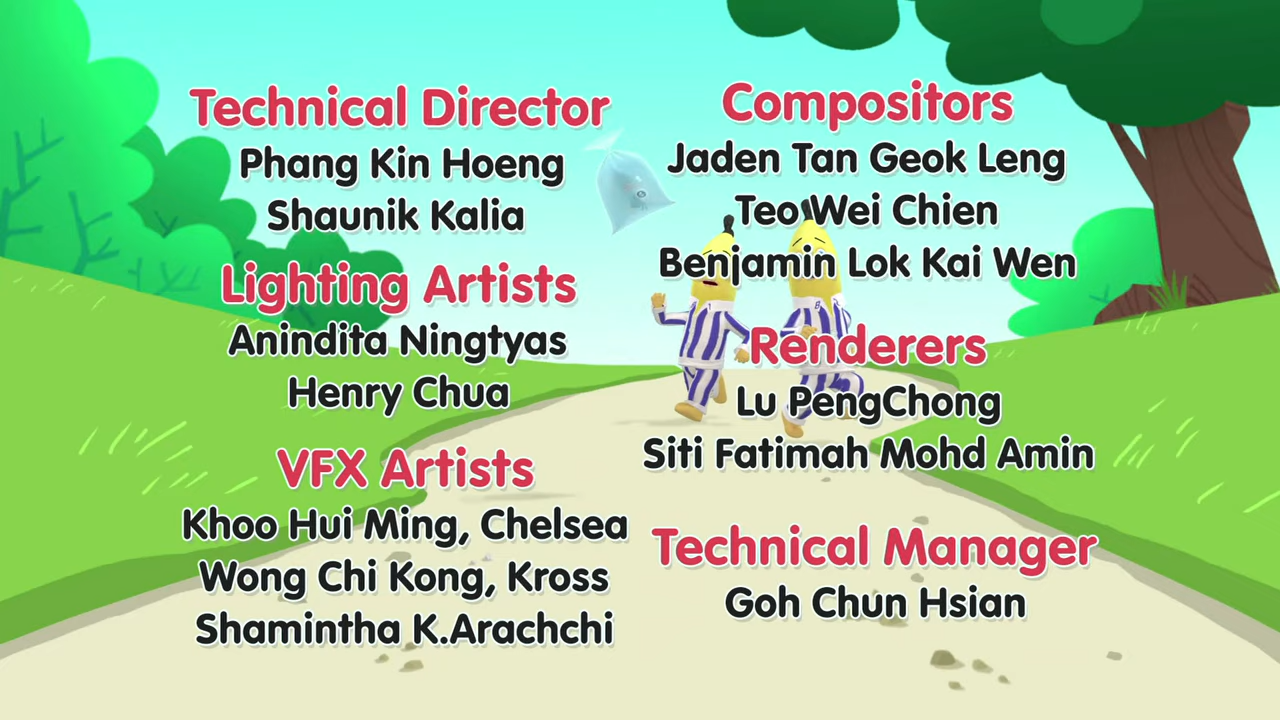 Technical Director
Phang Kin Hoeng
Shaunik Kalia
Lighting Artists
Anindita Ningtyas
Henry Chua
VFX Artists
Khoo Hui Ming, Chelsea
Wong Chi Kong, Kross
Shamintha K.Arachchi
Compositors
Jaden Tan Geok Leng
Teo Wei Chien
Benjamin Lok Kai Wen
Renderers
Lu PengChong
Siti Fatimah Mohd Amin
Technical Manager
Goh Chun Hsian